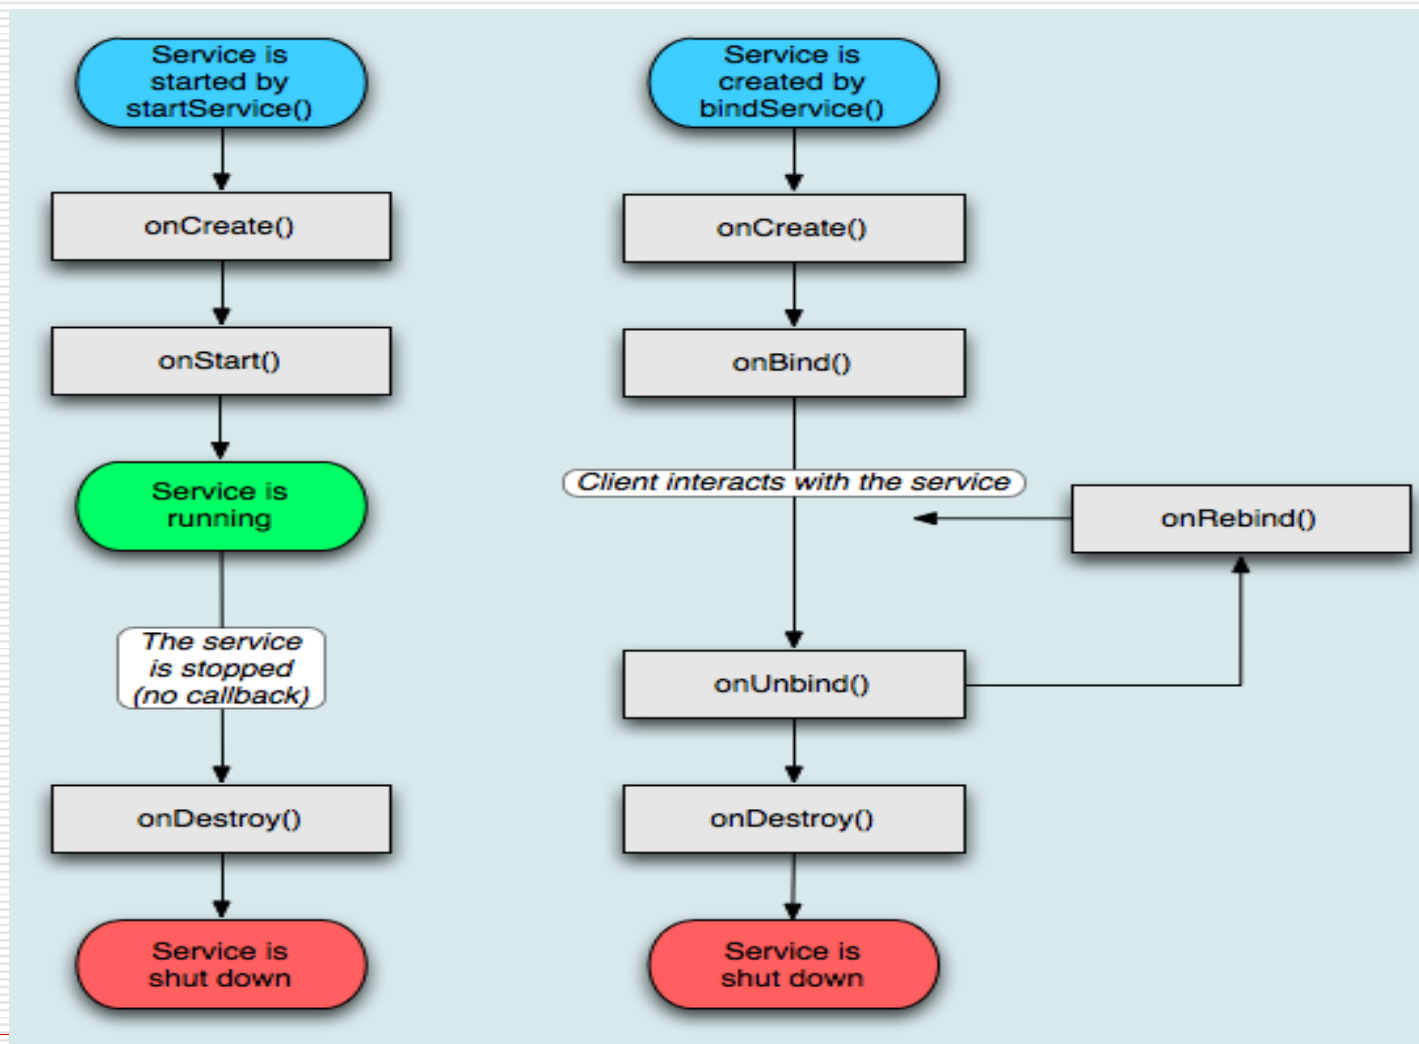 Service is
started by
startService()
onCreate()
onStart()
Service is
running
The service
is stopped
(no callback)
onDestroy()
Service is
shut down
Service is
created by
bindService()
onCreate()
onBind()
Client interacts with the service
onRebind()
onUnbind()
onDestroy()
Service is
shut down